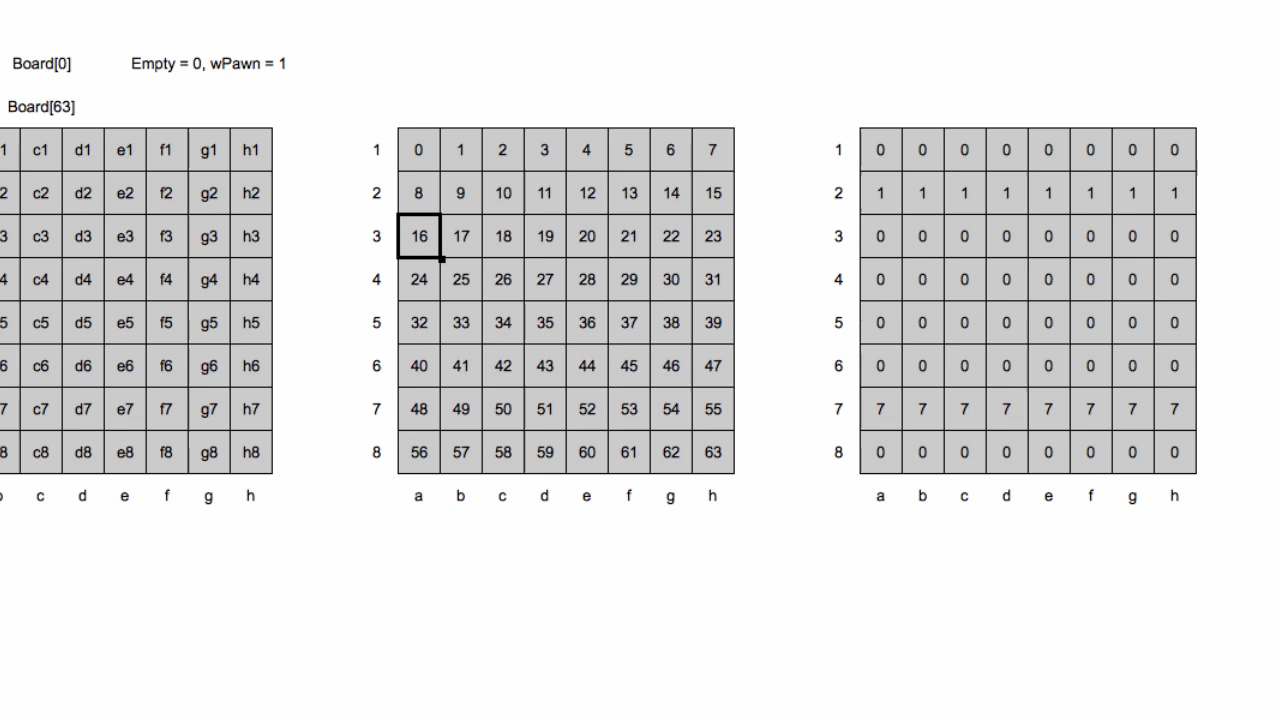 Board[0] Empty = 0, wPawn = 1
Board[63]
1 c1 d1 e1 f1 g1 h1 1 0 1 2 3 4 5 6 7 1 0 0 0 0 0 0 0 0
2 c2 d2 e2 f2 g2 h2 2 8 9 10 11 12 13 14 15 2 1 1 1 1 1 1 1 1
3 c3 d3 e3 f3 g3 h3 3 16 17 18 19 20 21 22 23 3 0 0 0 0 0 0 0 0
4 c4 d4 e4 f4 g4 h4 4 24 25 26 27 28 29 30 31 4 0 0 0 0 0 0 0 0
5 c5 d5 e5 f5 g5 h5 5 32 33 34 35 36 37 38 39 5 0 0 0 0 0 0 0 0
6 c6 d6 e6 f6 g6 h6 6 40 41 42 43 44 45 46 47 6 0 0 0 0 0 0 0 0
7 c7 d7 e7 f7 g7 h7 7 48 49 50 51 52 53 54 55 7 7 7 7 7 7 7 7 7
8 c8 d8 e8 f8 g8 h8 8 56 57 58 59 60 61 62 63 8 0 0 0 0 0 0 0 0
c d e f g h a b c d e f g h a b c d e f g h